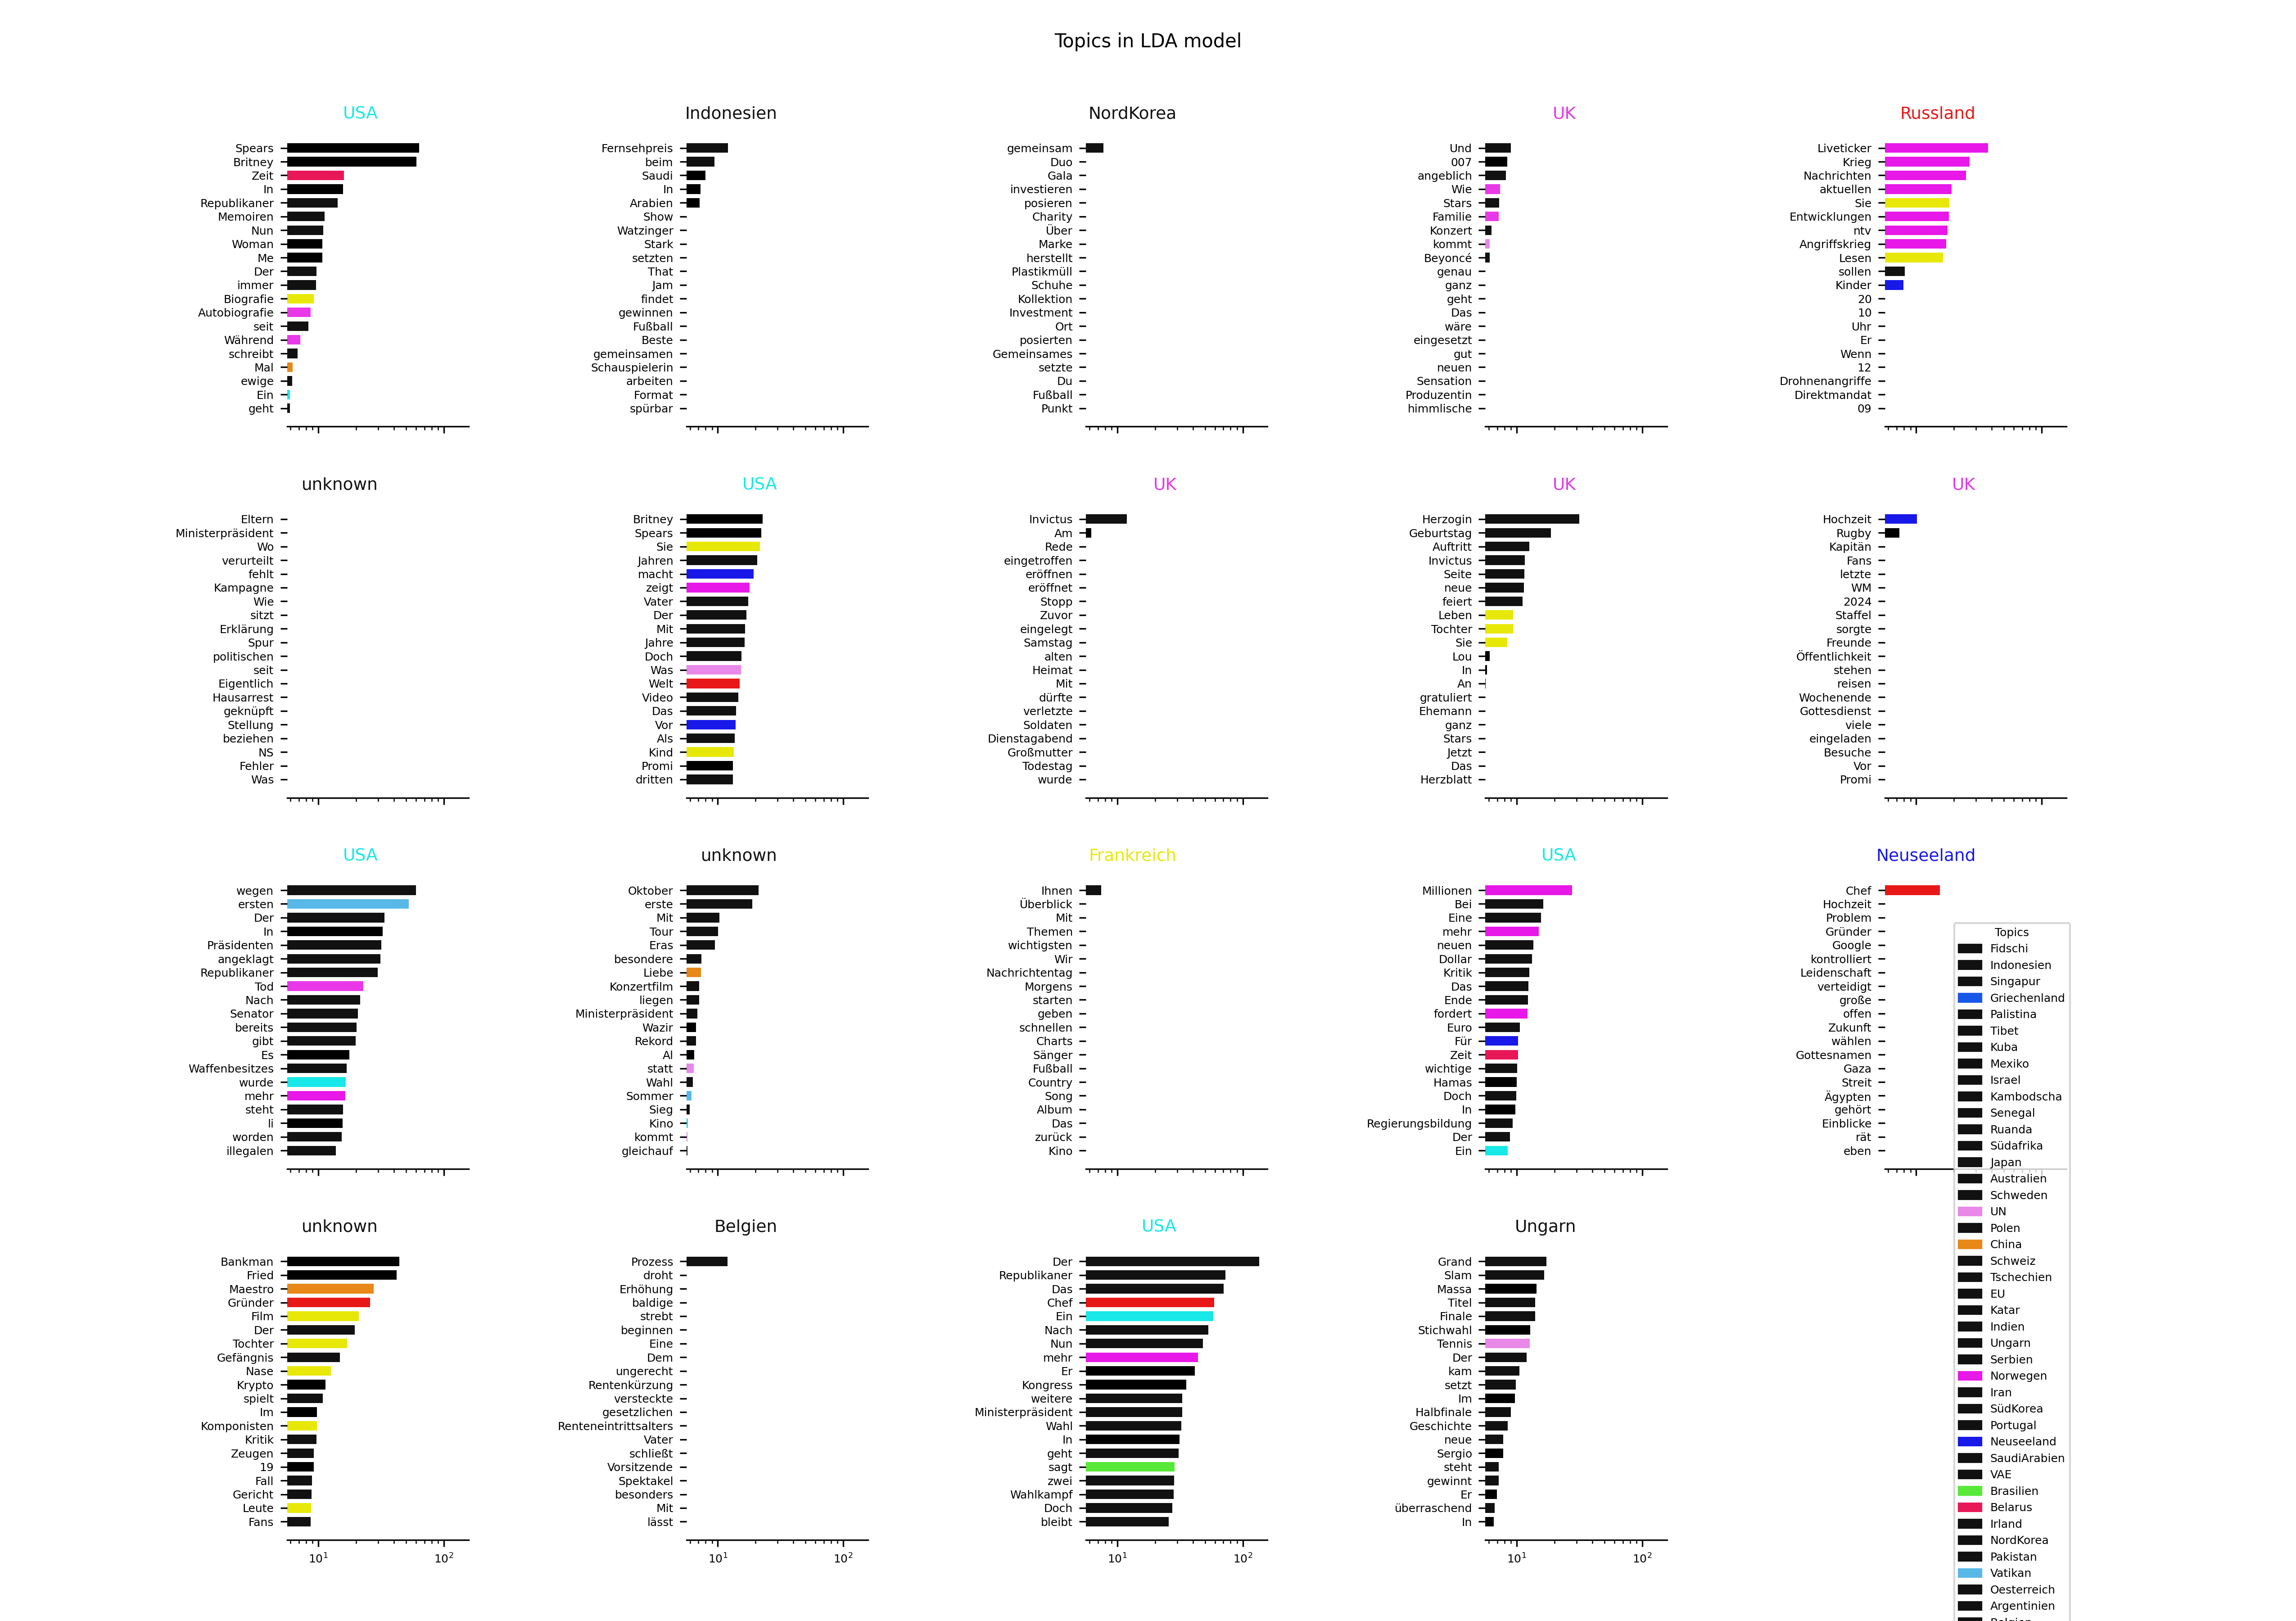 Topics in LDA model
USA
Spears
Britney
Zeit
In
Republikaner
Memoiren
Nun
Woman
Me
Der
immer
Biografie
Autobiografie
seit
Während
schreibt
Mal
ewige
Ein
geht
Indonesien
Fernsehpreis
beim
Saudi
In
Arabien
Show
Watzinger
Stark
setzten
That
Jam
findet
gewinnen
Fußball
Beste
gemeinsamen
Schauspielerin
arbeiten
Format
spürbar
NordKorea
gemeinsam
Duo
Gala
investieren
posieren
Charity
Über
Marke
herstellt
Plastikmüll
Schuhe
Kollektion
Investment
Ort
posierten
Gemeinsames
setzte
Du
Fußball
Punkt
UK
Und
007
angeblich
Wie
Stars
Familie
Konzert
kommt
Beyoncé
genau
ganz
geht
Das
wäre
eingesetzt
gut
neuen
Sensation
Produzentin
himmlische
Russland
Liveticker
Krieg
Nachrichten
aktuellen
Sie
Entwicklungen
ntv
Angriffskrieg
Lesen
sollen
Kinder
20
10
Uhr
Er
Wenn
12
Drohnenangriffe
Direktmandat
09
unknown
Eltern
Ministerpräsident
Wo
verurteilt
fehlt
Kampagne
Wie
sitzt
Erklärung
Spur
politischen
seit
Eigentlich
Hausarrest
geknüpft
Stellung
beziehen
NS
Fehler
Was
USA
Britney
Spears
Sie
Jahren
macht
zeigt
Vater
Der
Mit
Jahre
Doch
Was
Welt
Video
Das
Vor
Als
Kind
Promi
dritten
UK
Invictus
Am
Rede
eingetroffen
eröffnen
eröffnet
Stopp
Zuvor
eingelegt
Samstag
alten
Heimat
Mit
dürfte
verletzte
Soldaten
Dienstagabend
Großmutter
Todestag
wurde
UK
Herzogin
Geburtstag
Auftritt
Invictus
Seite
neue
feiert
Leben
Tochter
Sie
Lou
In
An
gratuliert
Ehemann
ganz
Stars
Jetzt
Das
Herzblatt
UK
Hochzeit
Rugby
Kapitän
Fans
letzte
WM
2024
Staffel
sorgte
Freunde
Öffentlichkeit
stehen
reisen
Wochenende
Gottesdienst
viele
eingeladen
Besuche
Vor
Promi
USA
wegen
ersten
Der
In
Präsidenten
angeklagt
Republikaner
Tod
Nach
Senator
bereits
gibt
Es
Waffenbesitzes
wurde
mehr
steht
li
worden
illegalen
unknown
Oktober
erste
Mit
Tour
Eras
besondere
Liebe
Konzertfilm
liegen
Ministerpräsident
Wazir
Rekord
Al
statt
Wahl
Sommer
Sieg
Kino
kommt
gleichauf
Frankreich
Ihnen
Überblick
Mit
Themen
wichtigsten
Wir
Nachrichtentag
Morgens
starten
geben
schnellen
Charts
Sänger
Fußball
Country
Song
Album
Das
zurück
Kino
USA
Millionen
Bei
Eine
mehr
neuen
Dollar
Kritik
Das
Ende
fordert
Euro
Für
Zeit
wichtige
Hamas
Doch
In
Regierungsbildung
Der
Ein
Neuseeland
Chef
Hochzeit
Problem
Gründer
Google
kontrolliert
Leidenschaft
verteidigt
große
offen
Zukunft
wählen
Gottesnamen
Gaza
Streit
Ägypten
gehört
Einblicke
rät
eben
unknown
Bankman
Fried
Maestro
Gründer
Film
Der
Tochter
Gefängnis
Nase
Krypto
spielt
Im
Komponisten
Kritik
Zeugen
19
Fall
Gericht
Leute
Fans
10¹ 10²
Belgien
Prozess
droht
Erhöhung
baldige
strebt
beginnen
Eine
Dem
ungerecht
Rentenkürzung
versteckte
gesetzlichen
Renteneintrittsalters
Vater
schließt
Vorsitzende
Spektakel
besonders
Mit
lässt
10¹ 10²
USA
Der
Republikaner
Das
Chef
Ein
Nach
Nun
mehr
Er
Kongress
weitere
Ministerpräsident
Wahl
In
geht
sagt
zwei
Wahlkampf
Doch
bleibt
10¹ 10²
Ungarn
Grand
Slam
Massa
Titel
Finale
Stichwahl
Tennis
Der
kam
setzt
Im
Halbfinale
Geschichte
neue
Sergio
steht
gewinnt
Er
überraschend
In
10¹ 10²
Topics
Fidschi
Indonesien
Singapur
Griechenland
Palistina
Tibet
Kuba
Mexiko
Israel
Kambodscha
Senegal
Ruanda
Südafrika
Japan
Australien
Schweden
UN
Polen
China
Schweiz
Tschechien
EU
Katar
Indien
Ungarn
Serbien
Norwegen
Iran
SüdKorea
Portugal
Neuseeland
SaudiArabien
VAE
Brasilien
Belarus
Irland
NordKorea
Pakistan
Vatikan
Oesterreich
Argentinien